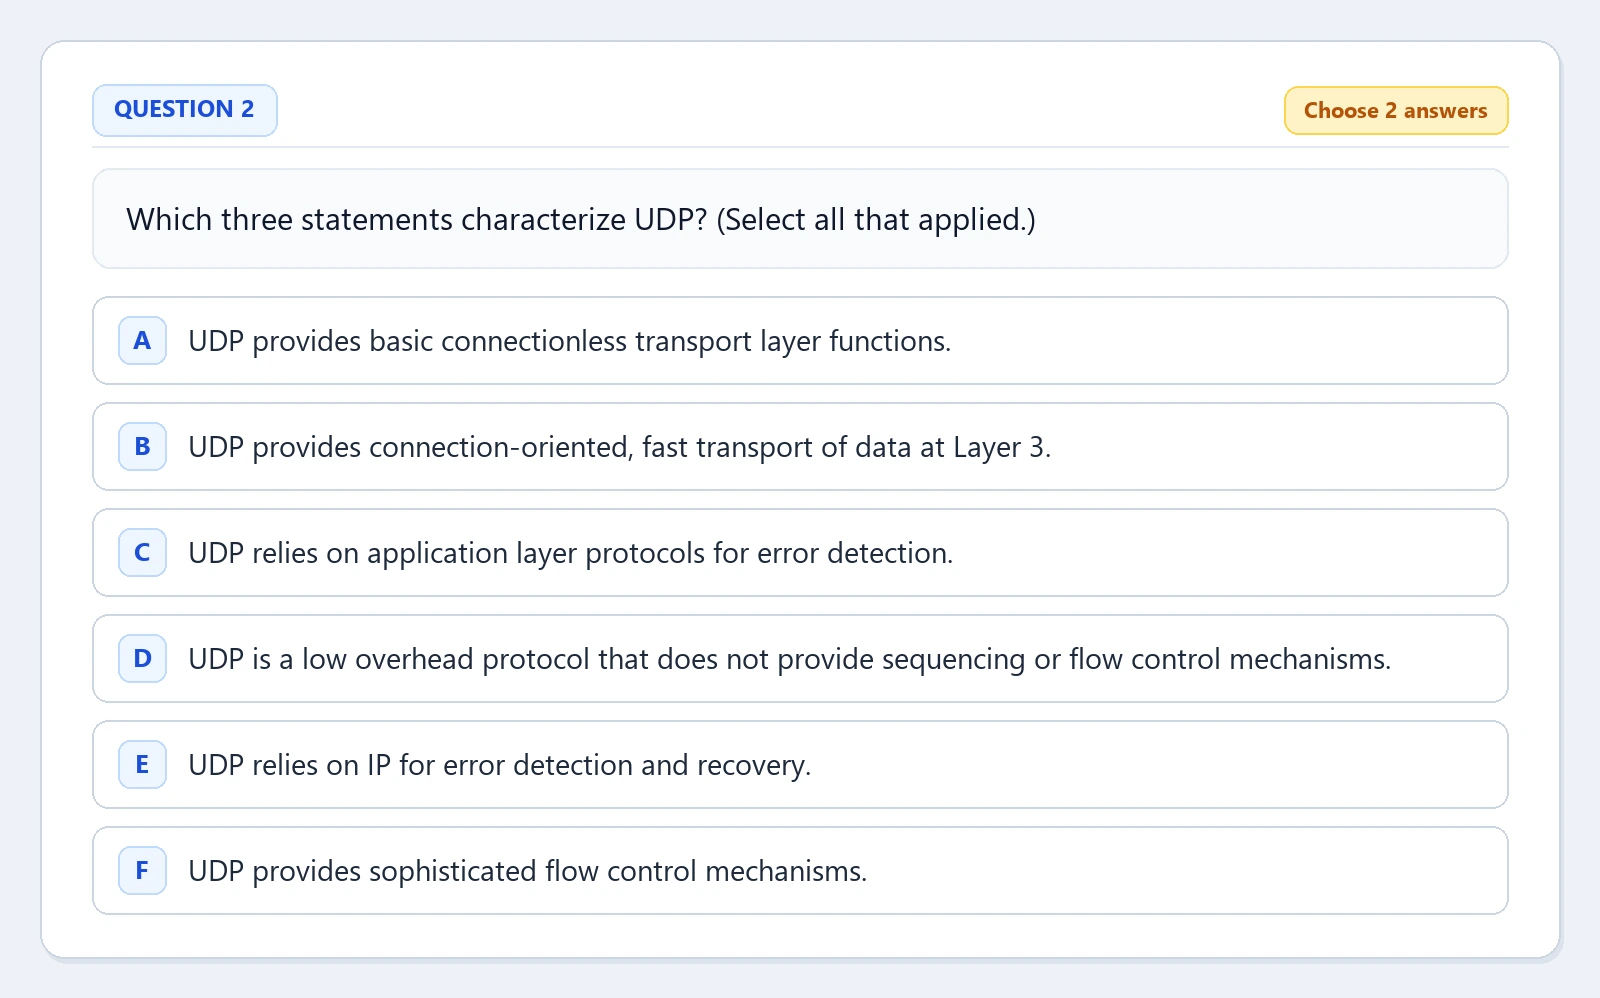 QUESTION 2
Choose 2 answers
Which three statements characterize UDP? (Select all that applied.)
A UDP provides basic connectionless transport layer functions.
B UDP provides connection-oriented, fast transport of data at Layer 3.
C UDP relies on application layer protocols for error detection.
D UDP is a low overhead protocol that does not provide sequencing or flow control mechanisms.
E UDP relies on IP for error detection and recovery.
F UDP provides sophisticated flow control mechanisms.